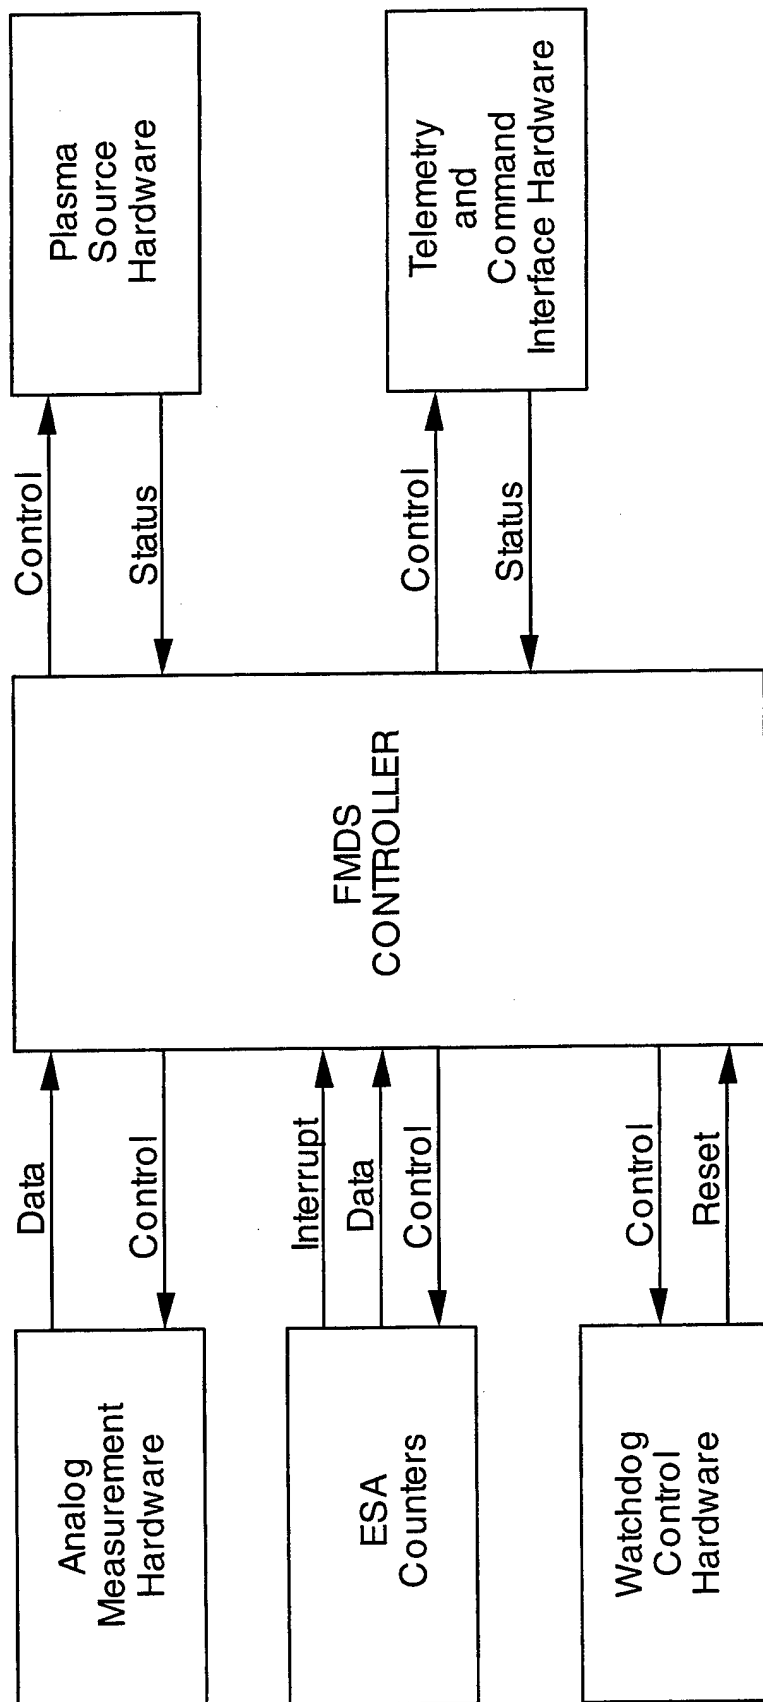 Analog
Measurement
Hardware
Data
Control
ESA
Counters
Interrupt
Data
Control
Watchdog
Control
Hardware
Control
Reset
FMDS
CONTROLLER
Control
Status
Plasma
Source
Hardware
Control
Status
Telemetry
and
Command
Interface Hardware